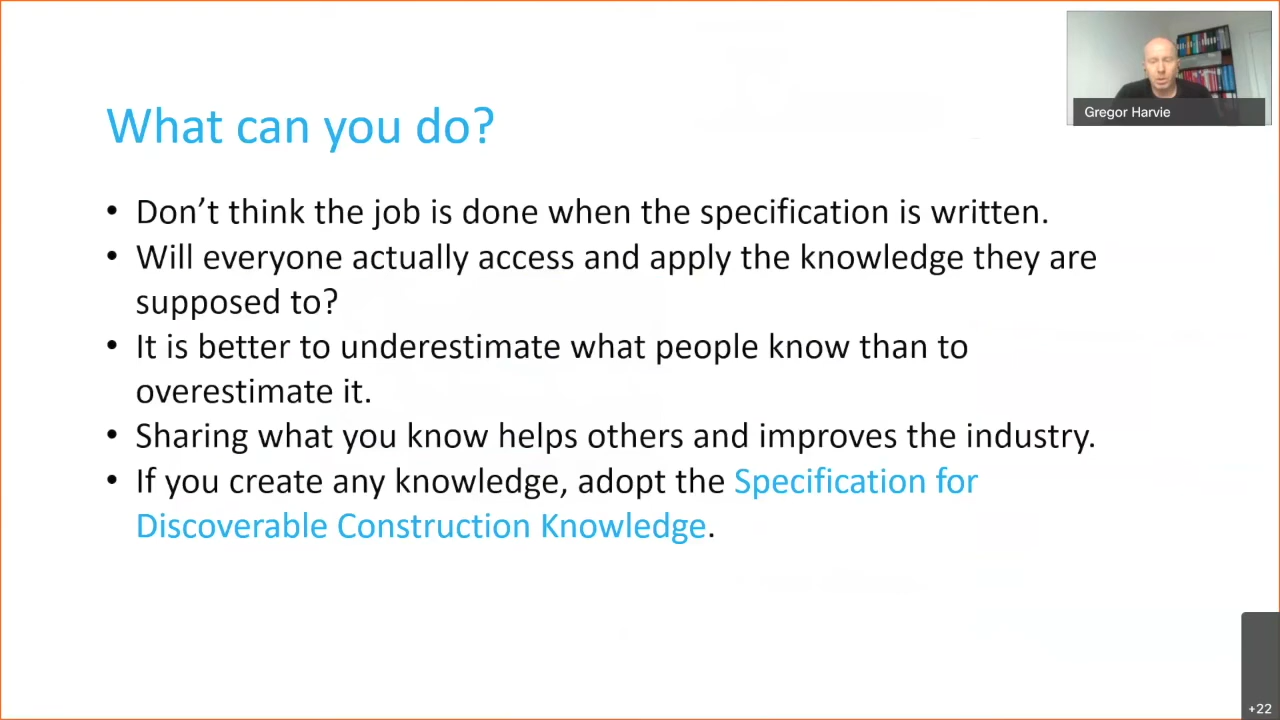 Gregor Harvie
What can you do?
• Don’t think the job is done when the specification is written.
• Will everyone actually access and apply the knowledge they are
supposed to?
• It is better to underestimate what people know than to
overestimate it.
• Sharing what you know helps others and improves the industry.
• If you create any knowledge, adopt the Specification for
Discoverable Construction Knowledge.
+22